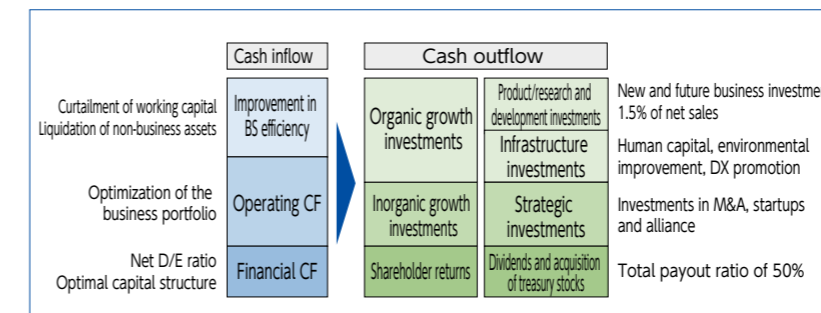 Cash inflow
Cash outflow
Curtailment of working capital
Liquidation of non-business assets
Improvement in
BS efficiency
Optimization of the
business portfolio
Operating CF
Net D/E ratio
Optimal capital structure
Financial CF
Organic growth
investments
Product/research and
development investments
New and future business investme
1.5% of net sales
Infrastructure
investments
Human capital, environmental
improvement, DX promotion
Inorganic growth
investments
Strategic
investments
Investments in M&A, startups
and alliance
Shareholder returns
Dividends and acquisition
of treasury stocks
Total payout ratio of 50%